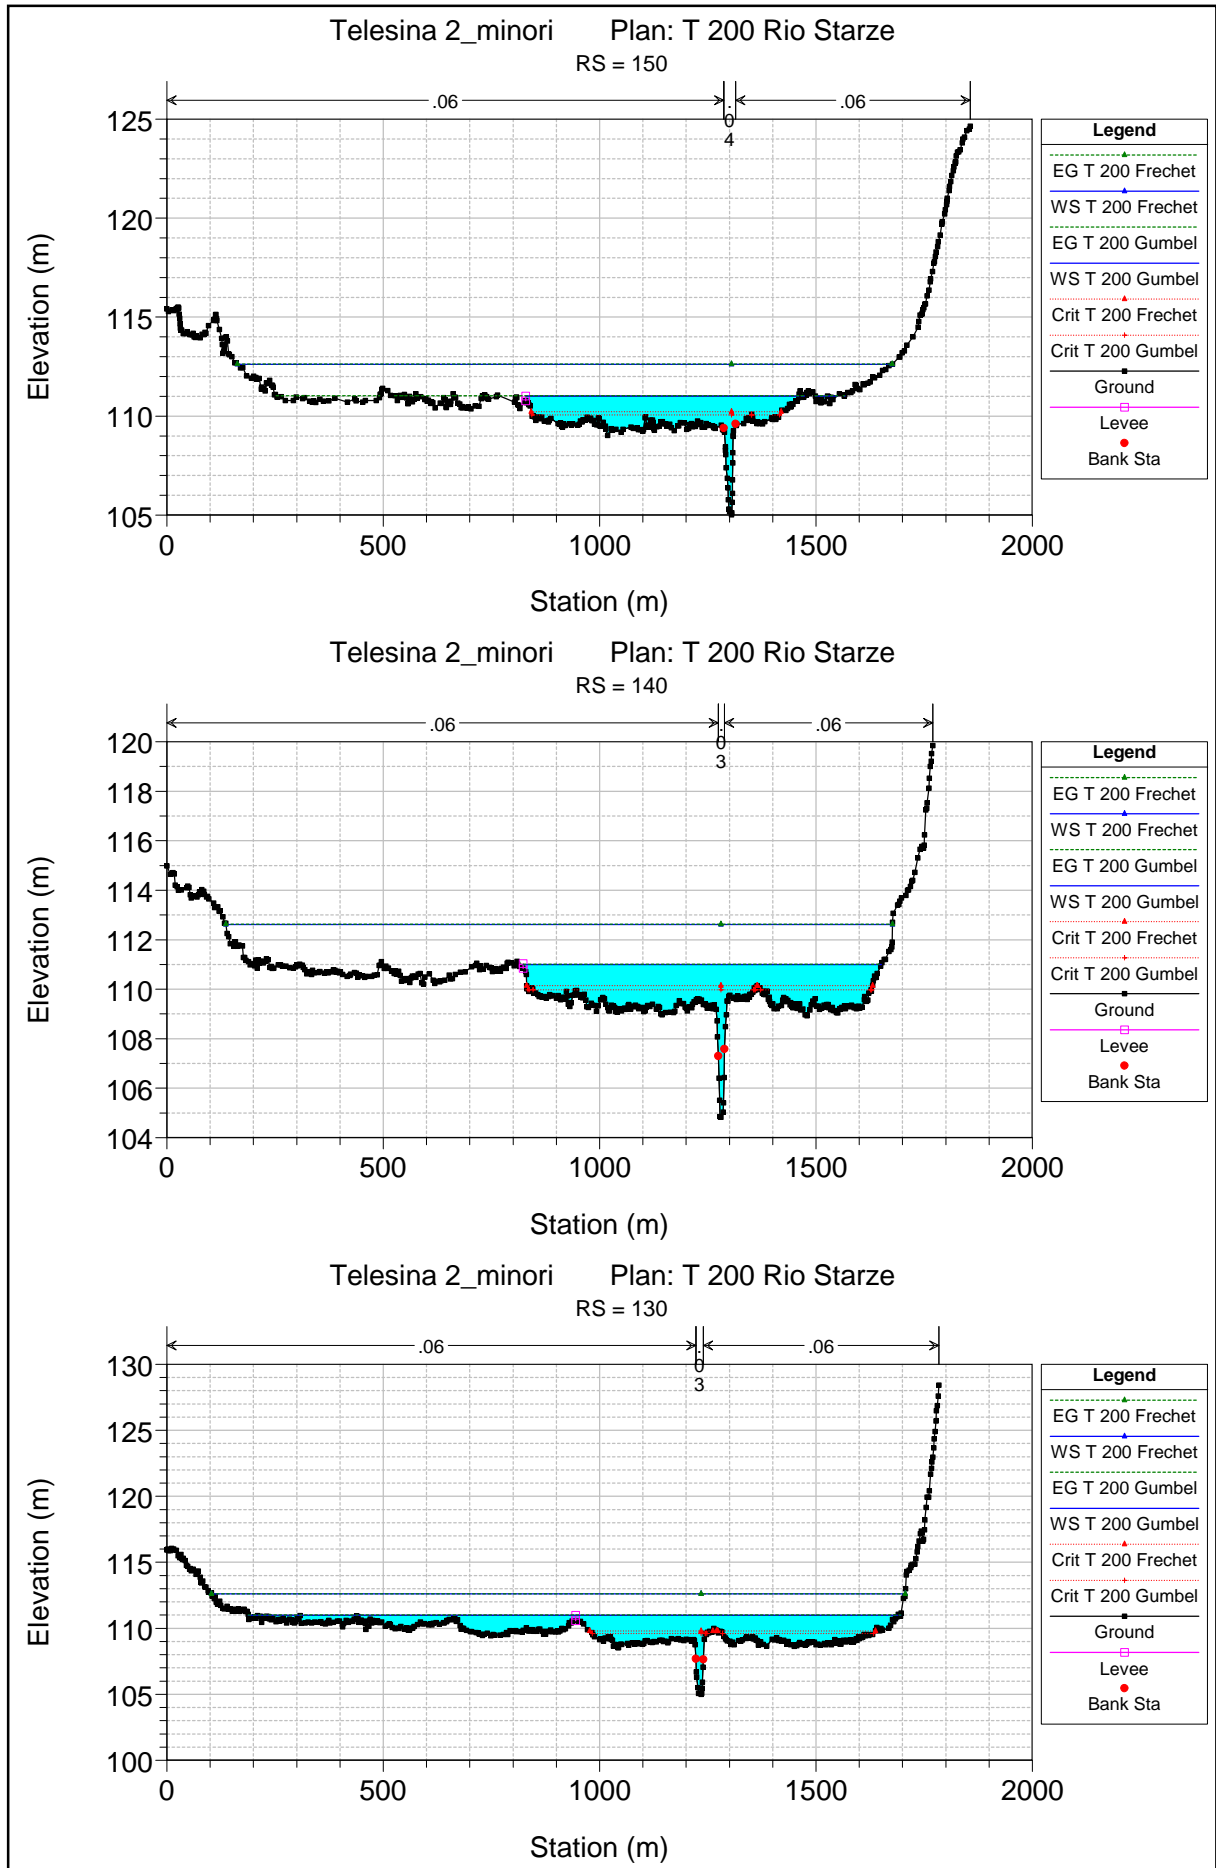 Telesina 2_minori Plan: T 200 Rio Starze
RS = 150
.06 .04 .06
Elevation (m)
125
120
115
110
105
0 500 1000 1500 2000
Station (m)
Legend
EG T 200 Frechet
WS T 200 Frechet
EG T 200 Gumbel
WS T 200 Gumbel
Crit T 200 Frechet
Crit T 200 Gumbel
Ground
Levee
Bank Sta
Telesina 2_minori Plan: T 200 Rio Starze
RS = 140
.06 .03 .06
Elevation (m)
120
118
116
114
112
110
108
106
104
0 500 1000 1500 2000
Station (m)
Legend
EG T 200 Frechet
WS T 200 Frechet
EG T 200 Gumbel
WS T 200 Gumbel
Crit T 200 Frechet
Crit T 200 Gumbel
Ground
Levee
Bank Sta
Telesina 2_minori Plan: T 200 Rio Starze
RS = 130
.06 .03 .06
Elevation (m)
130
125
120
115
110
105
100
0 500 1000 1500 2000
Station (m)
Legend
EG T 200 Frechet
WS T 200 Frechet
EG T 200 Gumbel
WS T 200 Gumbel
Crit T 200 Frechet
Crit T 200 Gumbel
Ground
Levee
Bank Sta